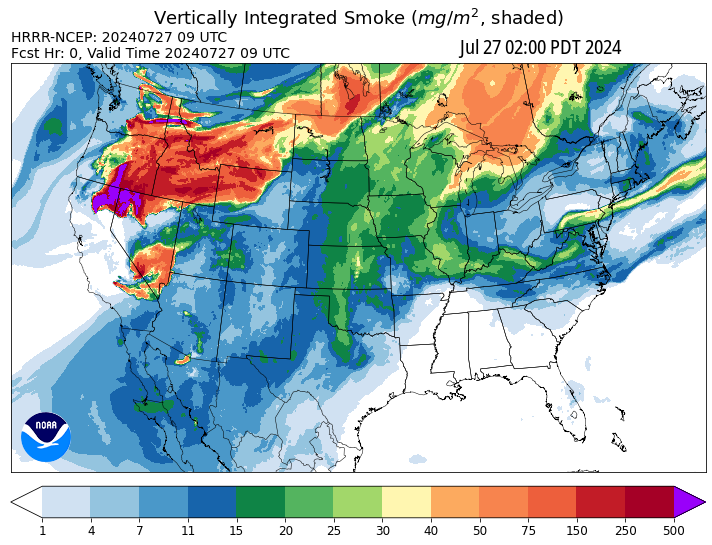 Vertically Integrated Smoke (mg/m², shaded)
HRRR-NCEP: 20240727 09 UTC
Fcst Hr: 0, Valid Time 20240727 09 UTC
Jul 27 02:00 PDT 2024
NOAA
1 4 7 11 15 20 25 30 40 50 75 150 250 500